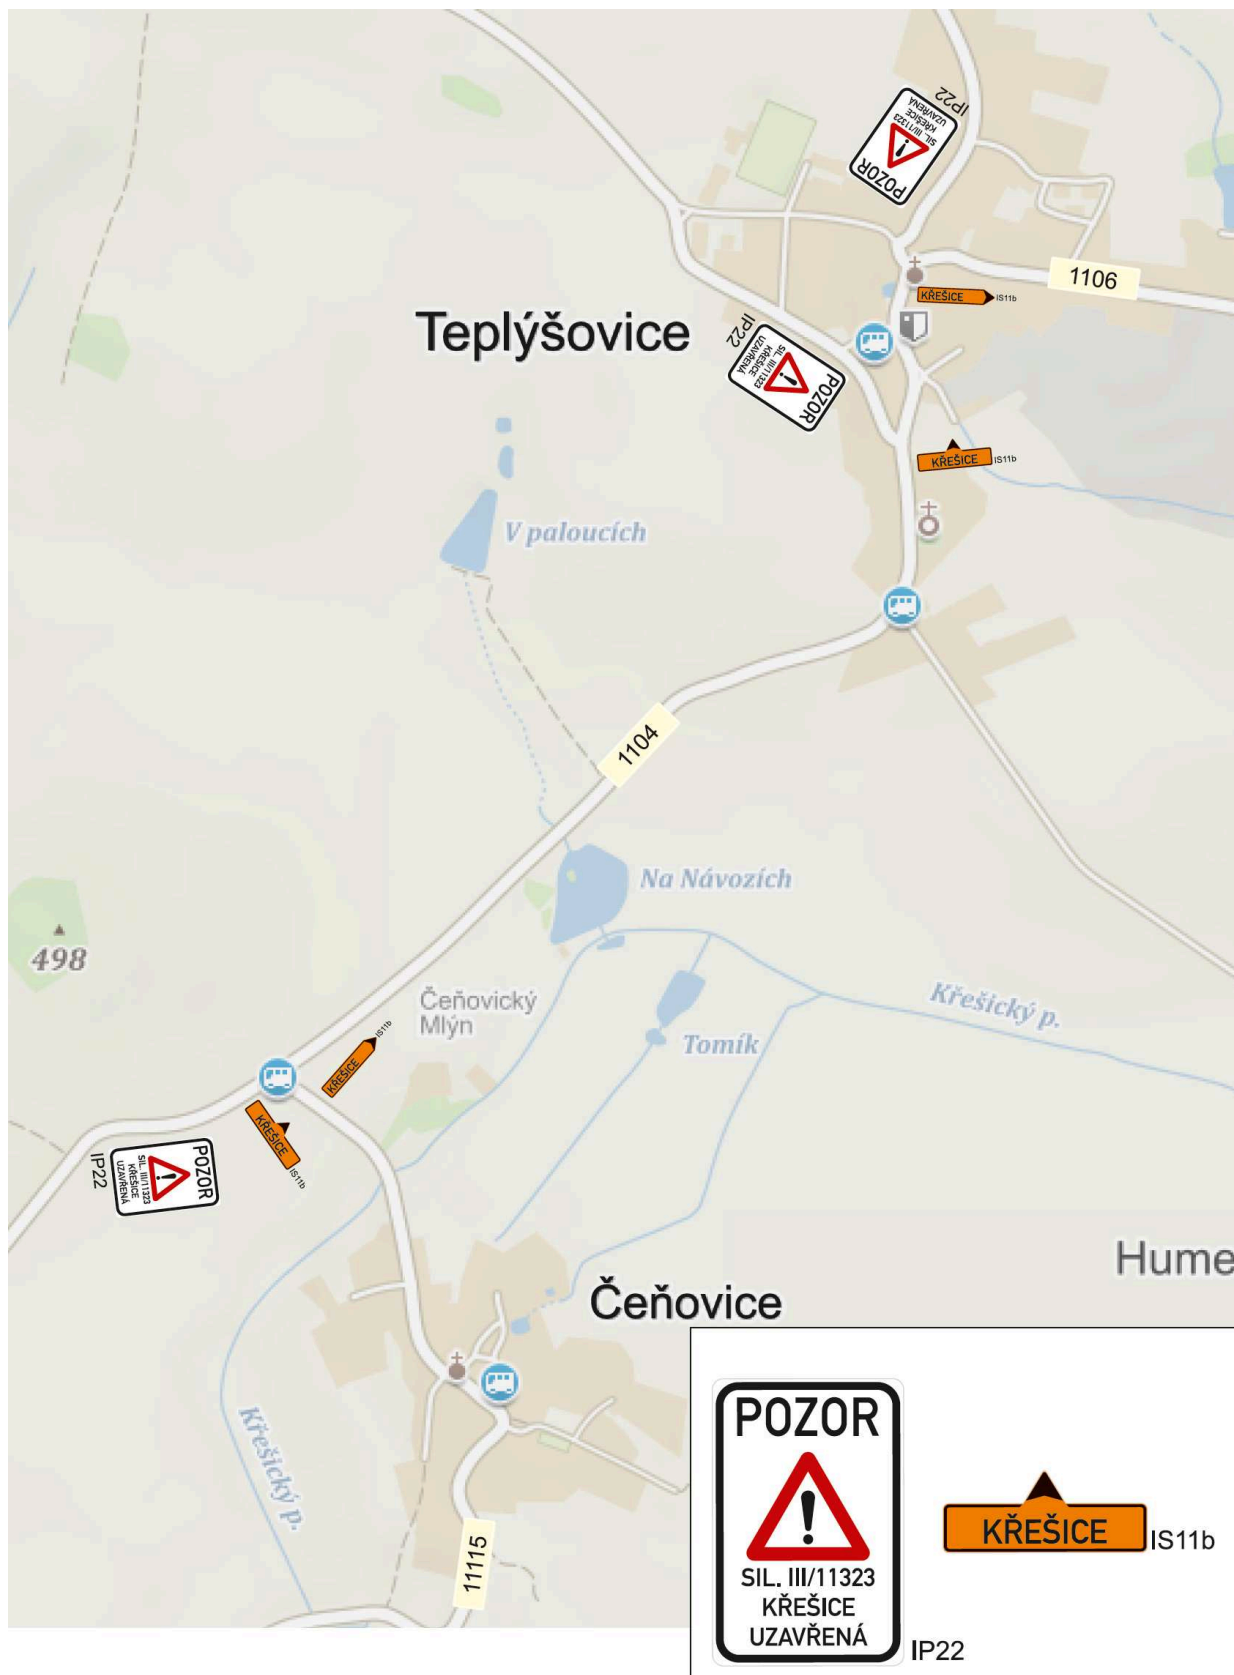 IP22
POZOR
SIL. III/11323
KŘEŠICE
UZAVŘENÁ
1106
KŘEŠICE
IS11b
Teplýšovice
IP22
POZOR
SIL. III/11323
KŘEŠICE
UZAVŘENÁ
KŘEŠICE
IS11b
V paloucích
1104
Na Návozích
498
Čeňovický
Mlýn
Křešický p.
Tomík
KŘEŠICE
IS11b
KŘEŠICE
IS11b
POZOR
SIL. III/11323
KŘEŠICE
UZAVŘENÁ
IP22
Hume
Čeňovice
Křešický p.
11115
POZOR
SIL. III/11323
KŘEŠICE
UZAVŘENÁ
IP22
KŘEŠICE
IS11b